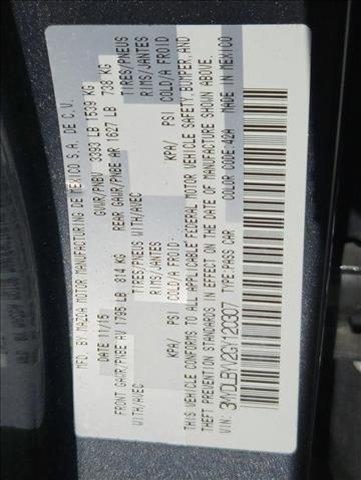 MFD. BY MAZDA MOTOR MANUFACTURING DE MEXICO S.A. DE C.V.
DATE: 11/15 GVWR/PNBV 3393 LB 1539 KG
FRONT GAWR/PNBE AV 1795 LB 814 KG REAR GAWR/PNBE AR 1627 LB 738 KG
WITH/AVEC TIRES/PNEUS WITH/AVEC TIRES/PNEUS
RIMS/JANTES RIMS/JANTES
KPA/ PSI COLD/A FROID KPA/ PSI COLD/A FROID
THIS VEHICLE CONFORMS TO ALL APPLICABLE FEDERAL MOTOR VEHICLE SAFETY, BUMPER, AND
THEFT PREVENTION STANDARDS IN EFFECT ON THE DATE OF MANUFACTURE SHOWN ABOVE.
VIN: TYPE: PASS CAR COLOR CODE: 42A MADE IN MEXICO